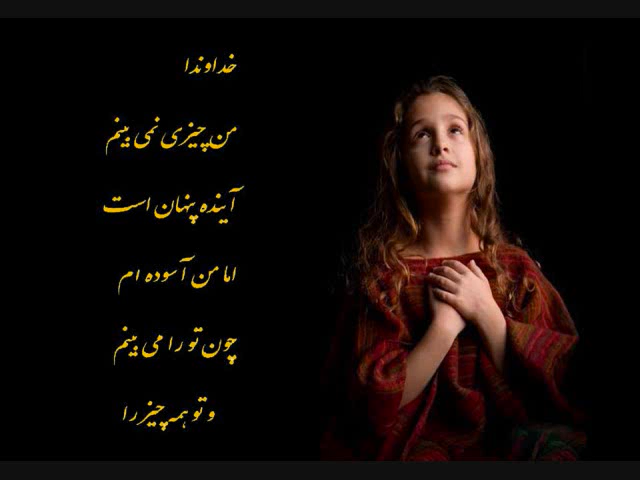 خداوندا
من چیزی نمی بینم
آینده پنهان است
اما من آسوده ام
چون تو را می بینم
و تو همه چیز را